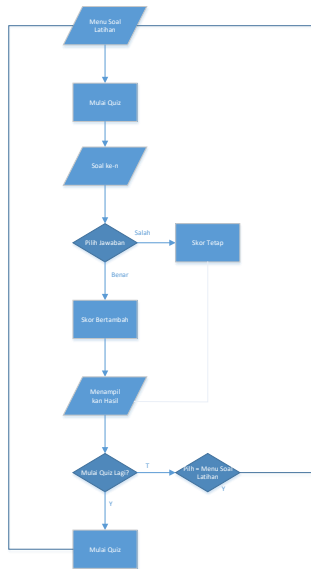 Menu Soal
Latihan
Mulai Quiz
Soal ke-n
Pilih Jawaban
Salah
Skor Tetap
Benar
Skor Bertambah
Menampil
kan Hasil
Mulai Quiz Lagi?
T
Pilh = Menu Soal
Latihan
Y
Y
Mulai Quiz